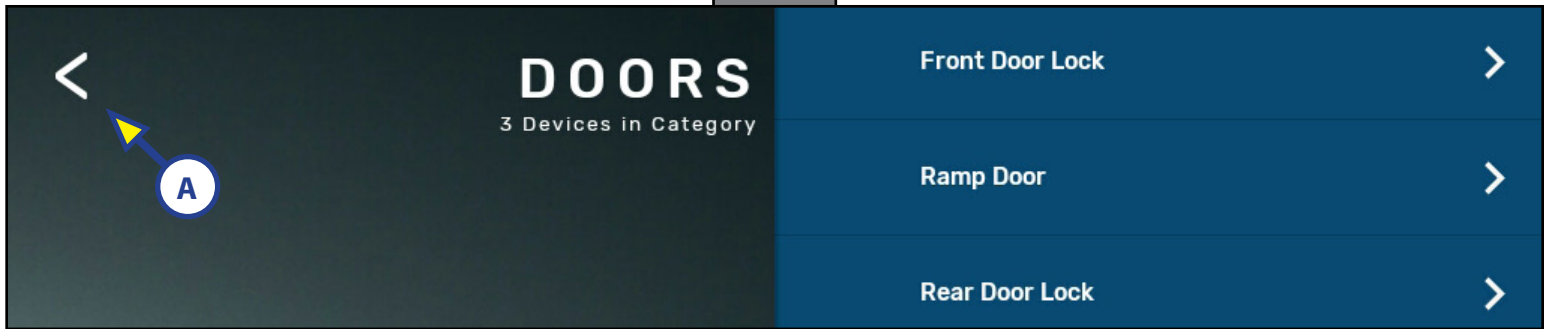 DOORS
3 Devices in Category
A
Front Door Lock
Ramp Door
Rear Door Lock